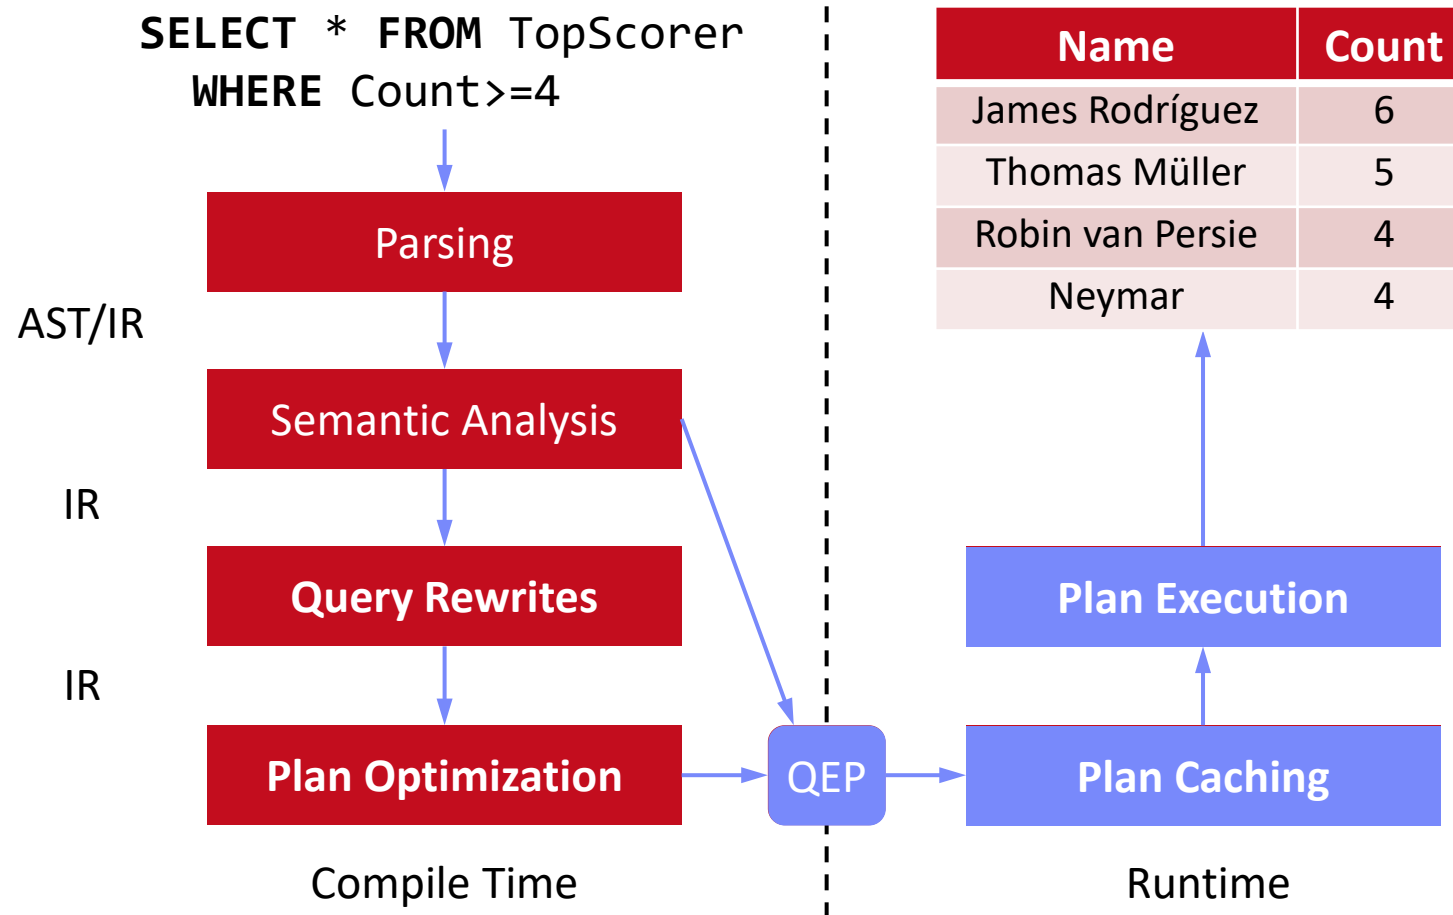 SELECT * FROM TopScorer
WHERE Count>=4
Parsing
AST/IR
Semantic Analysis
IR
Query Rewrites
IR
Plan Optimization
Compile Time
QEP
Name Count
James Rodríguez 6
Thomas Müller 5
Robin van Persie 4
Neymar 4
Plan Execution
Plan Caching
Runtime